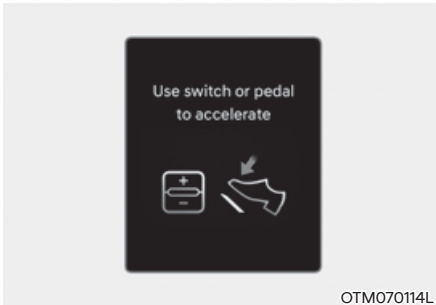 Use switch or pedal
to accelerate
+
-
OTM070114L